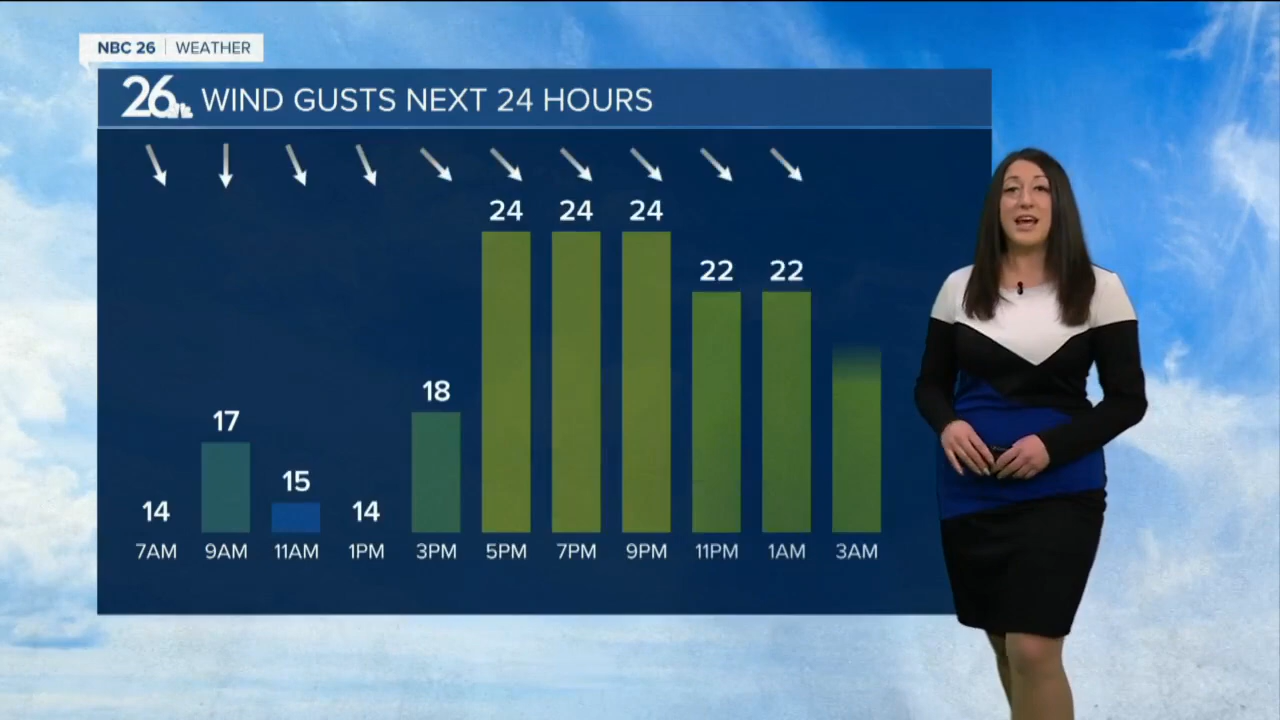 NBC 26 | WEATHER
26 WIND GUSTS NEXT 24 HOURS
24 24 24
22 22
18
17
15
14 14
7AM 9AM 11AM 1PM 3PM 5PM 7PM 9PM 11PM 1AM 3AM